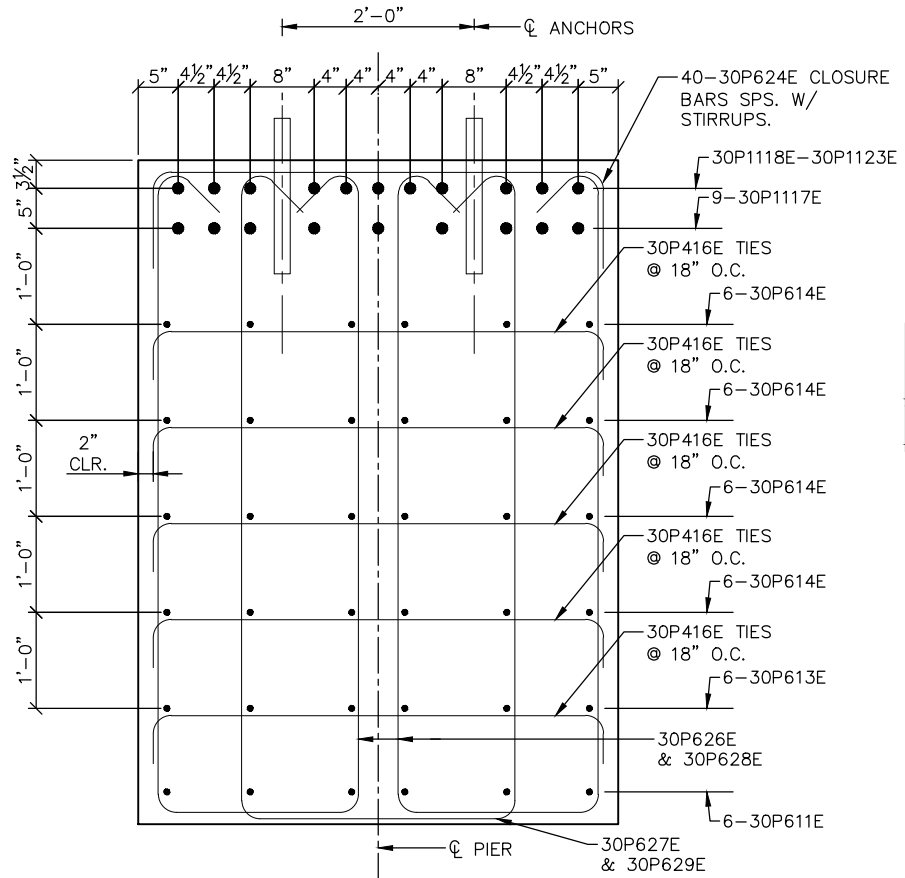 2'-0"
℄ ANCHORS
5" 4½" 4½" 8" 4" 4" 4" 4" 8" 4½" 4½" 5"
40-30P624E CLOSURE
BARS SPS. W/
STIRRUPS.
3½"
30P1118E-30P1123E
5"
9-30P1117E
1'-0"
30P416E TIES
@ 18" O.C.
6-30P614E
1'-0"
30P416E TIES
@ 18" O.C.
6-30P614E
2"
CLR.
1'-0"
30P416E TIES
@ 18" O.C.
6-30P614E
1'-0"
30P416E TIES
@ 18" O.C.
6-30P614E
1'-0"
30P416E TIES
@ 18" O.C.
6-30P613E
30P626E
& 30P628E
6-30P611E
℄ PIER
30P627E
& 30P629E